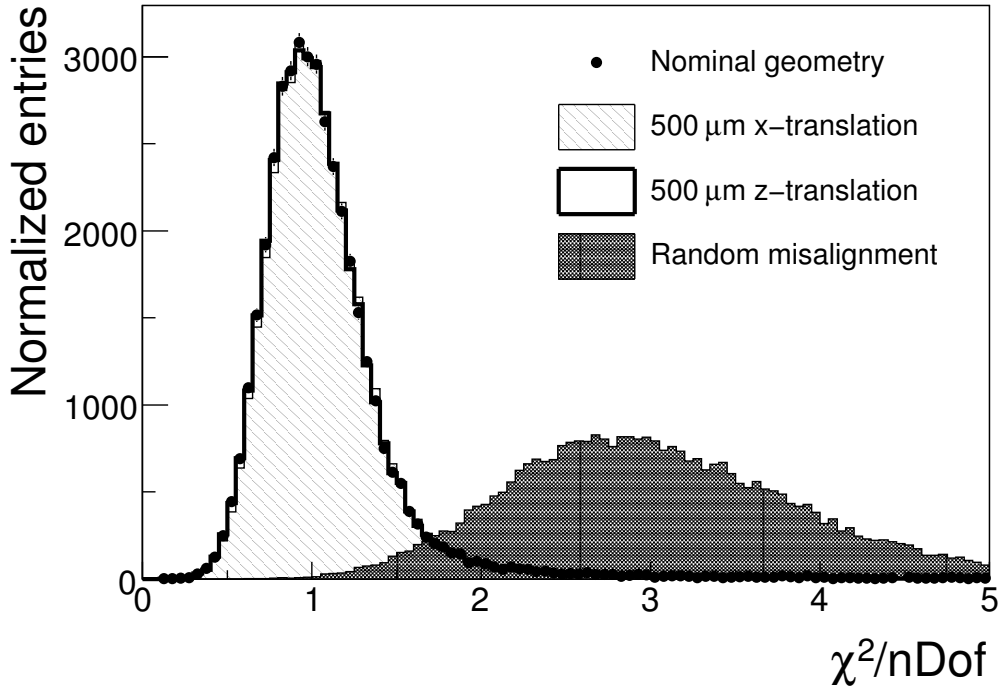 Normalized entries
3000
2000
1000
0
Nominal geometry
500 μm x−translation
500 μm z−translation
Random misalignment
0 1 2 3 4 5
χ²/nDof